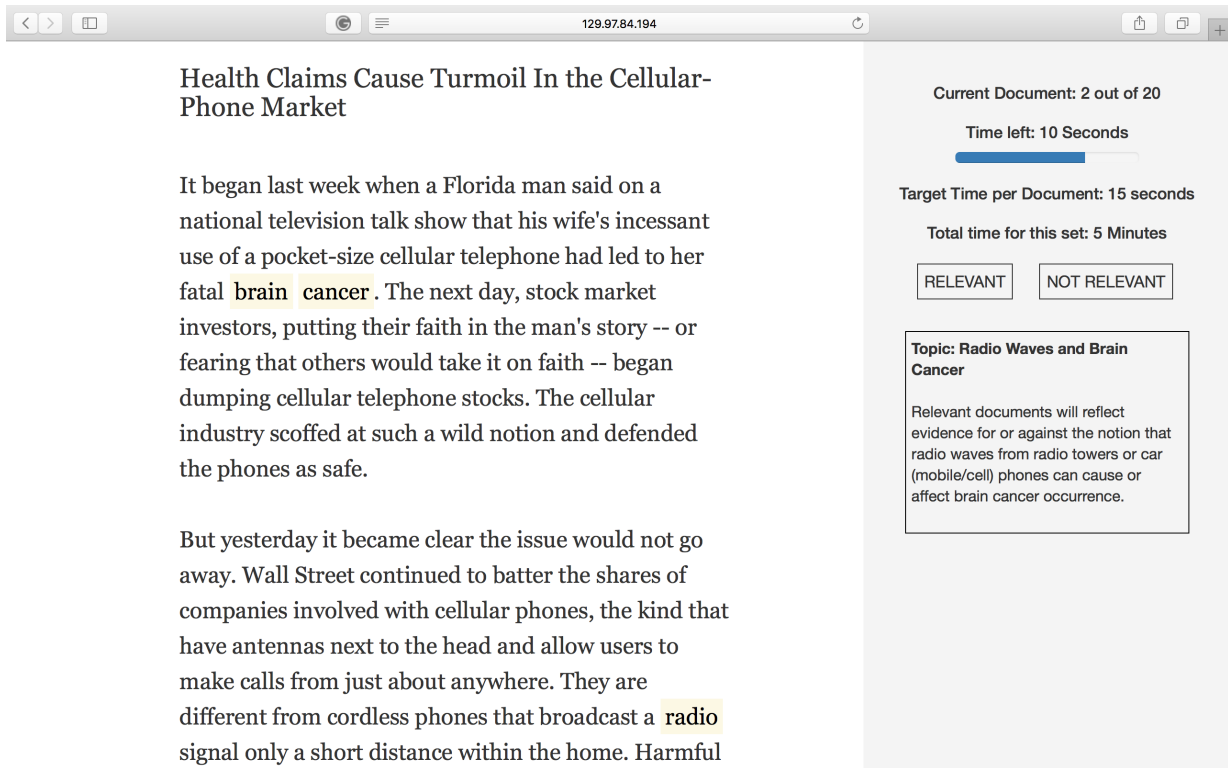 129.97.84.194
Health Claims Cause Turmoil In the Cellular-
Phone Market
It began last week when a Florida man said on a
national television talk show that his wife's incessant
use of a pocket-size cellular telephone had led to her
fatal brain cancer. The next day, stock market
investors, putting their faith in the man's story -- or
fearing that others would take it on faith -- began
dumping cellular telephone stocks. The cellular
industry scoffed at such a wild notion and defended
the phones as safe.
But yesterday it became clear the issue would not go
away. Wall Street continued to batter the shares of
companies involved with cellular phones, the kind that
have antennas next to the head and allow users to
make calls from just about anywhere. They are
different from cordless phones that broadcast a radio
signal only a short distance within the home. Harmful
Current Document: 2 out of 20
Time left: 10 Seconds
Target Time per Document: 15 seconds
Total time for this set: 5 Minutes
RELEVANT
NOT RELEVANT
Topic: Radio Waves and Brain
Cancer
Relevant documents will reflect
evidence for or against the notion that
radio waves from radio towers or car
(mobile/cell) phones can cause or
affect brain cancer occurrence.